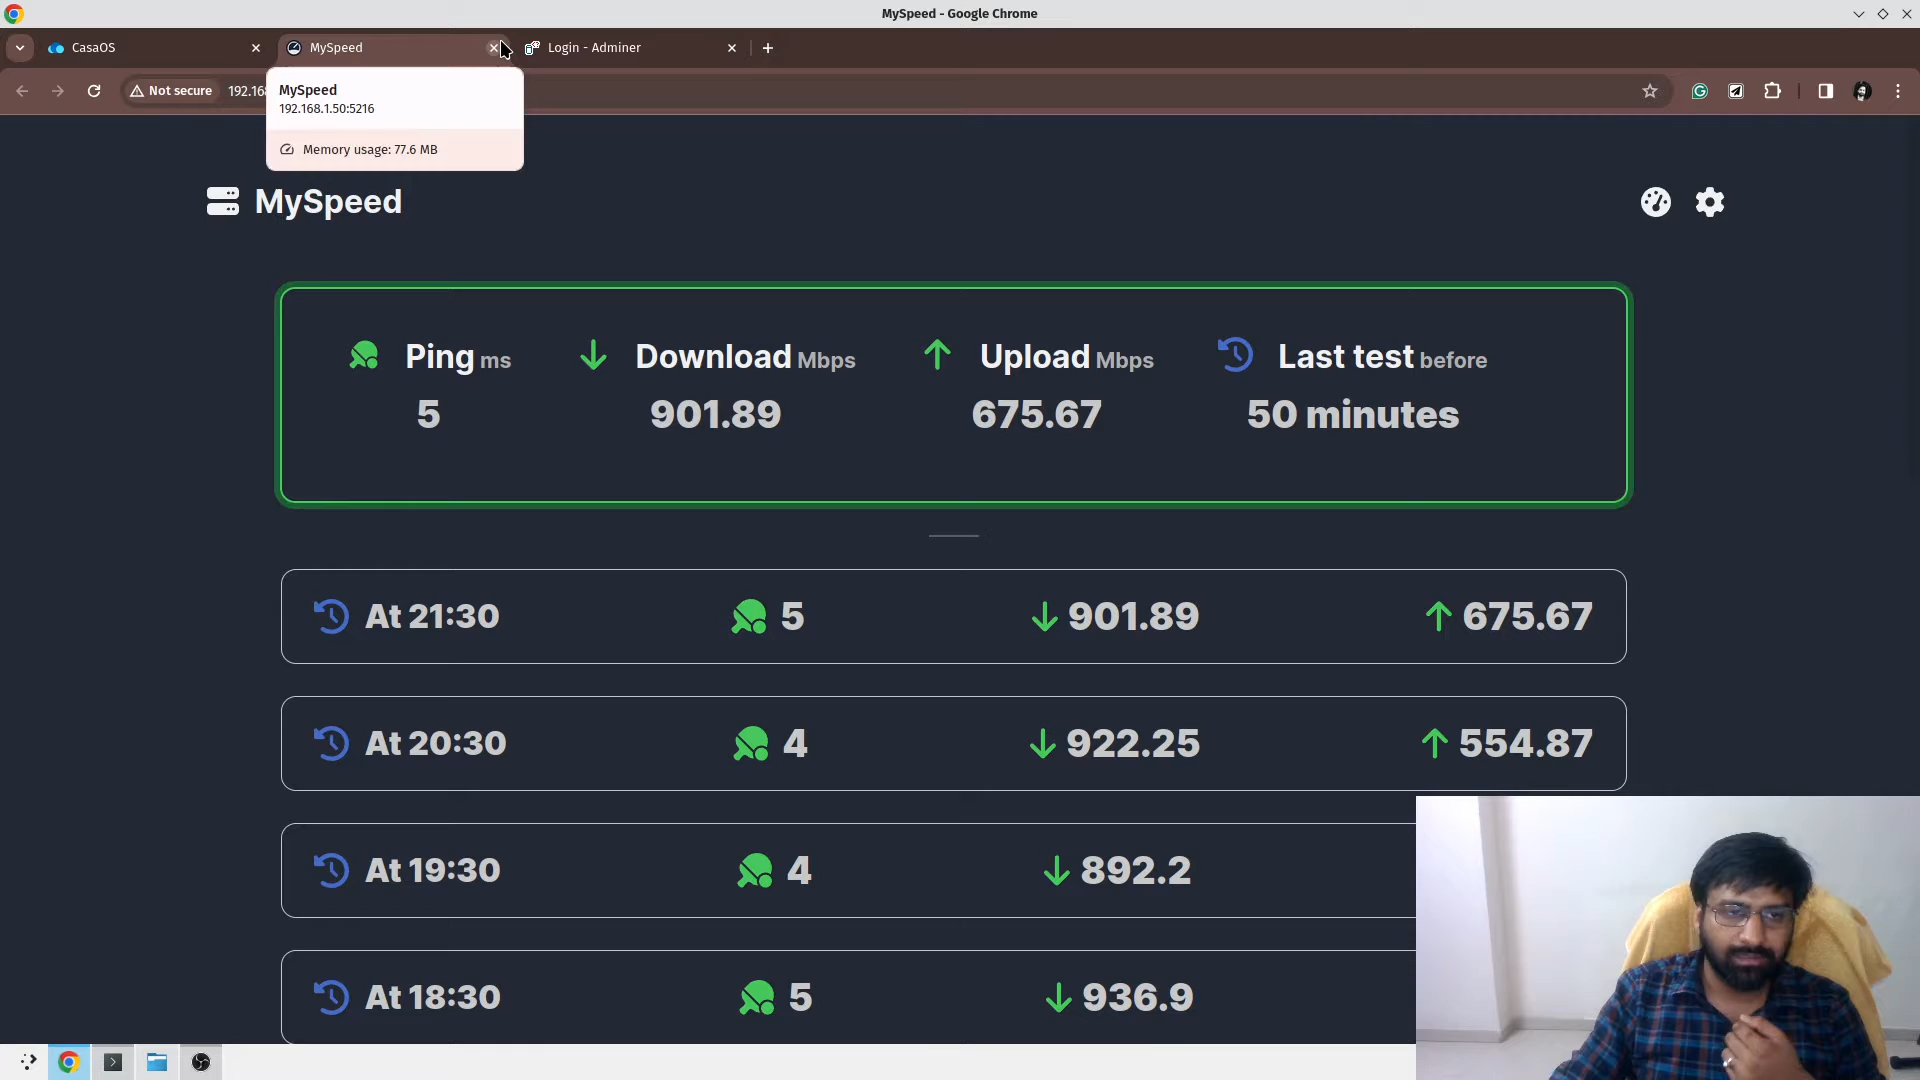 MySpeed - Google Chrome
CasaOS
MySpeed
Login - Adminer
Not secure
192.16
MySpeed
192.168.1.50:5216
Memory usage: 77.6 MB
MySpeed
Ping ms
Download Mbps
Upload Mbps
Last test before
5
901.89
675.67
50 minutes
At 21:30 5 901.89 675.67
At 20:30 4 922.25 554.87
At 19:30 4 892.2
At 18:30 5 936.9